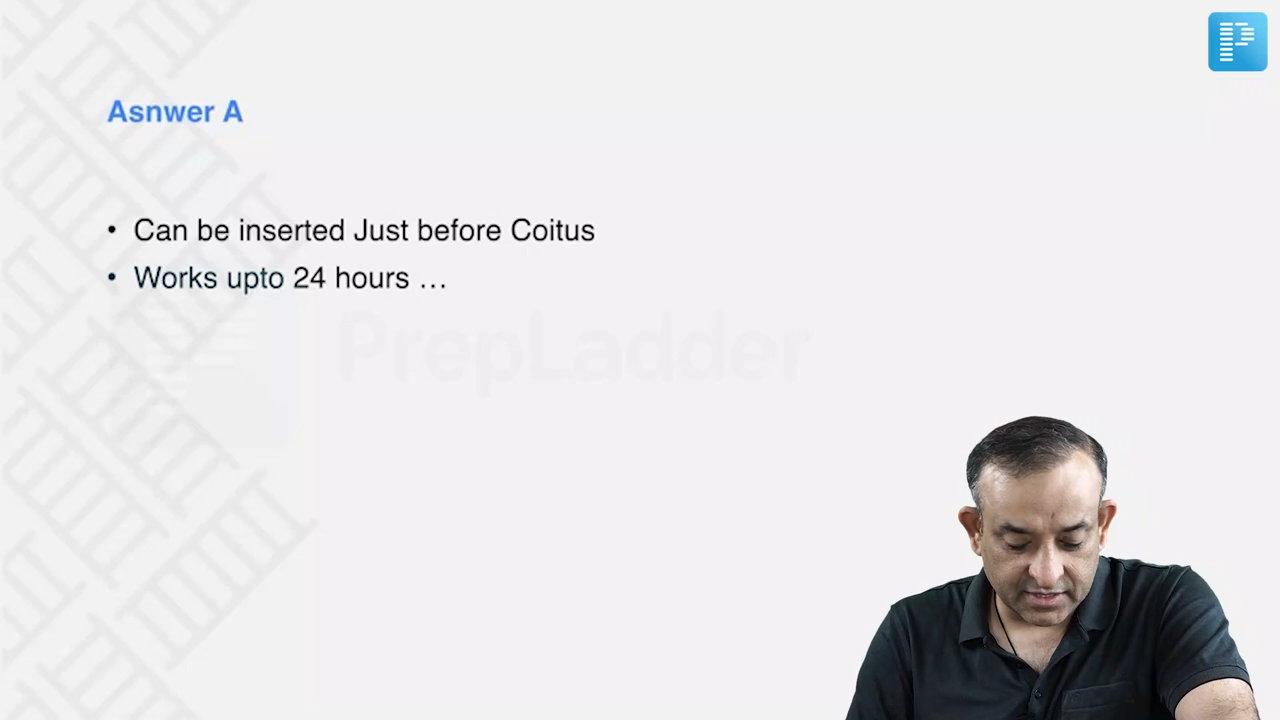 Asnwer A
• Can be inserted Just before Coitus
• Works upto 24 hours …
PrepLadder